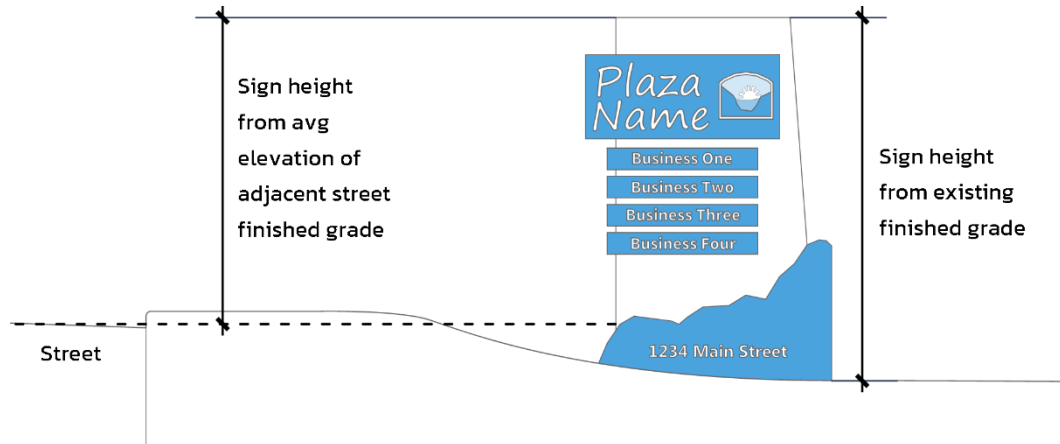 Sign height
from avg
elevation of
adjacent street
finished grade
Plaza
Name
Business One
Business Two
Business Three
Business Four
1234 Main Street
Sign height
from existing
finished grade
Street